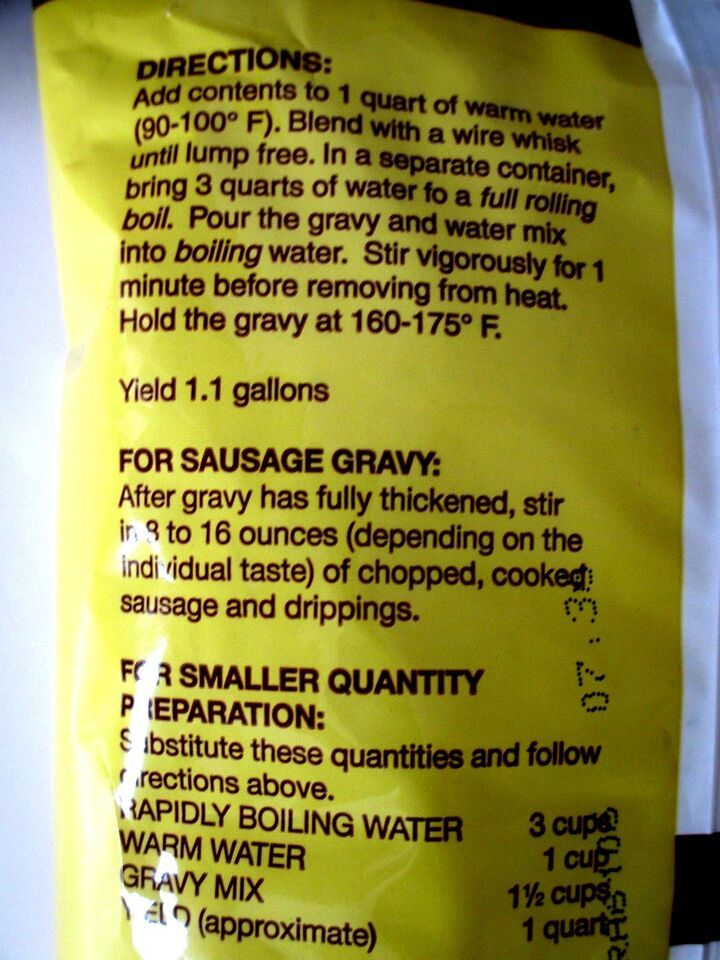 DIRECTIONS:
Add contents to 1 quart of warm water
(90-100° F). Blend with a wire whisk
until lump free. In a separate container,
bring 3 quarts of water to a full rolling
boil. Pour the gravy and water mix
into boiling water. Stir vigorously for 1
minute before removing from heat.
Hold the gravy at 160-175° F.
Yield 1.1 gallons
FOR SAUSAGE GRAVY:
After gravy has fully thickened, stir
in 8 to 16 ounces (depending on the
individual taste) of chopped, cooked
sausage and drippings.
FOR SMALLER QUANTITY
PREPARATION:
Substitute these quantities and follow
directions above.
RAPIDLY BOILING WATER 3 cups
WARM WATER 1 cup
GRAVY MIX 1½ cups
YIELD (approximate) 1 quart